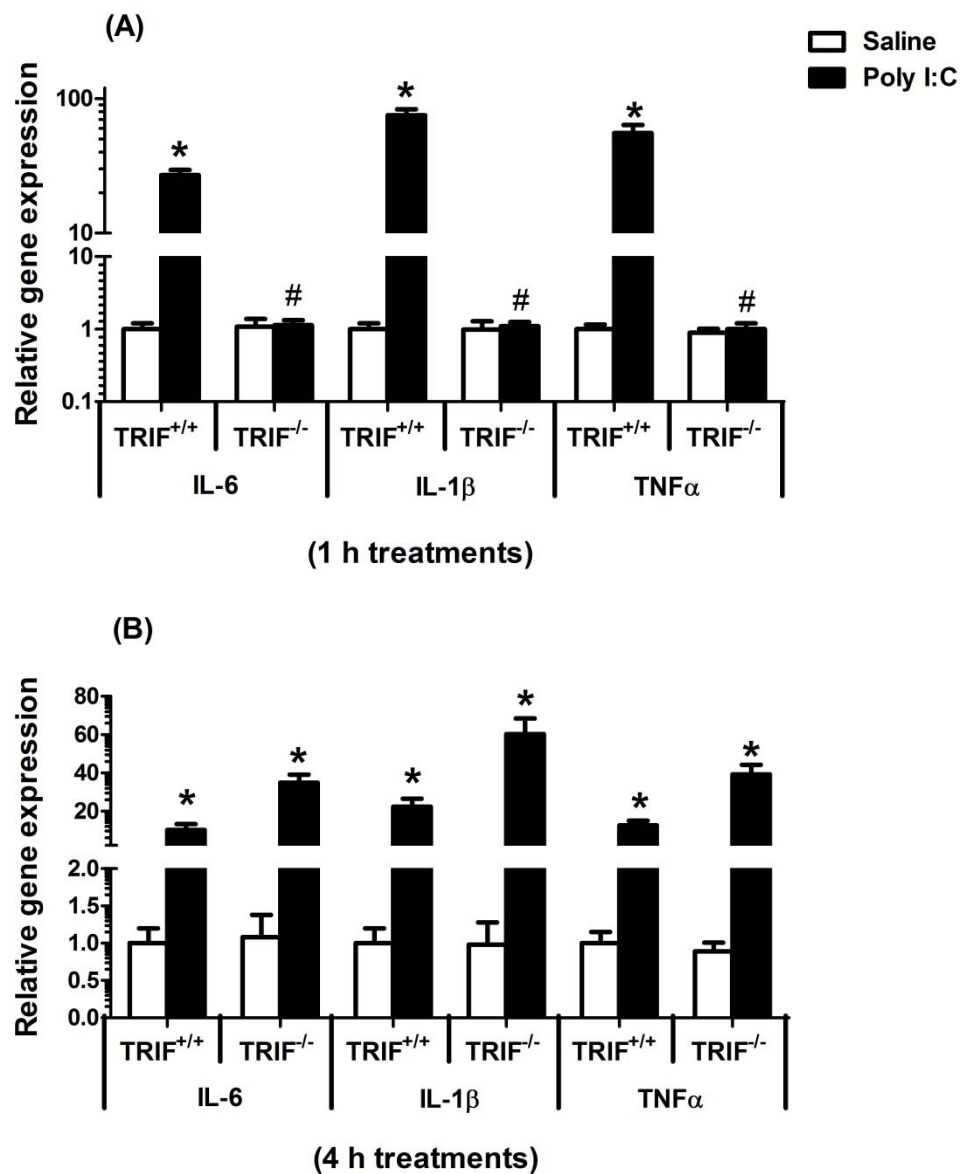 (A)
Saline
Poly I:C
Relative gene expression
100
10
10
1
0.1
* * *
# # #
TRIF+/+ TRIF-/- TRIF+/+ TRIF-/- TRIF+/+ TRIF-/-
IL-6 IL-1β TNFα
(1 h treatments)
(B)
Relative gene expression
80
60
40
20
2.0
1.5
1.0
0.5
0.0
* * * * * *
TRIF+/+ TRIF-/- TRIF+/+ TRIF-/- TRIF+/+ TRIF-/-
IL-6 IL-1β TNFα
(4 h treatments)